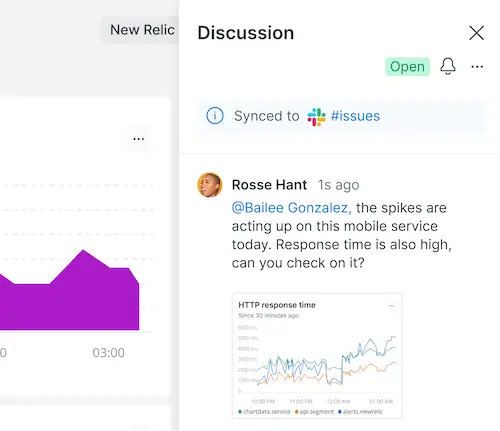 New Relic
Discussion
Open
Synced to #issues
Rosse Hant 1s ago
@Bailee Gonzalez, the spikes are
acting up on this mobile service
today. Response time is also high,
can you check on it?
HTTP response time
Since 30 minutes ago
6000 ms
5000 ms
4000 ms
3000 ms
2000 ms
1000 ms
0
10:00 PM 11:00 PM 12:00 AM 01:00 AM
chartdata.service api.segment alerts.newrelic
0 03:00